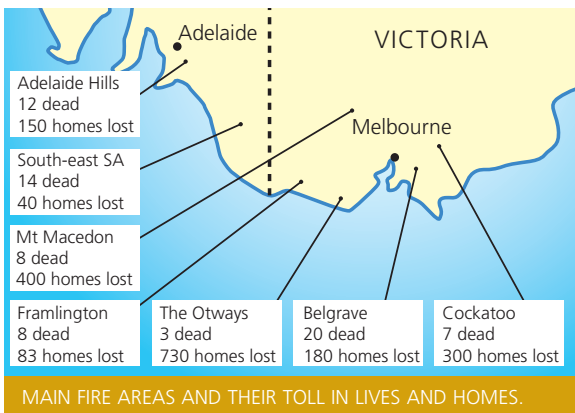 Adelaide
VICTORIA
Adelaide Hills
12 dead
150 homes lost
Melbourne
South-east SA
14 dead
40 homes lost
Mt Macedon
8 dead
400 homes lost
Framlington
8 dead
83 homes lost
The Otways
3 dead
730 homes lost
Belgrave
20 dead
180 homes lost
Cockatoo
7 dead
300 homes lost
MAIN FIRE AREAS AND THEIR TOLL IN LIVES AND HOMES.